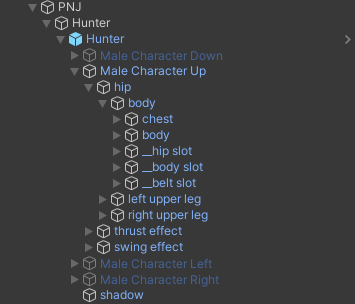 PNJ
Hunter
Hunter
Male Character Down
Male Character Up
hip
body
chest
body
__hip slot
__body slot
__belt slot
left upper leg
right upper leg
thrust effect
swing effect
Male Character Left
Male Character Right
shadow